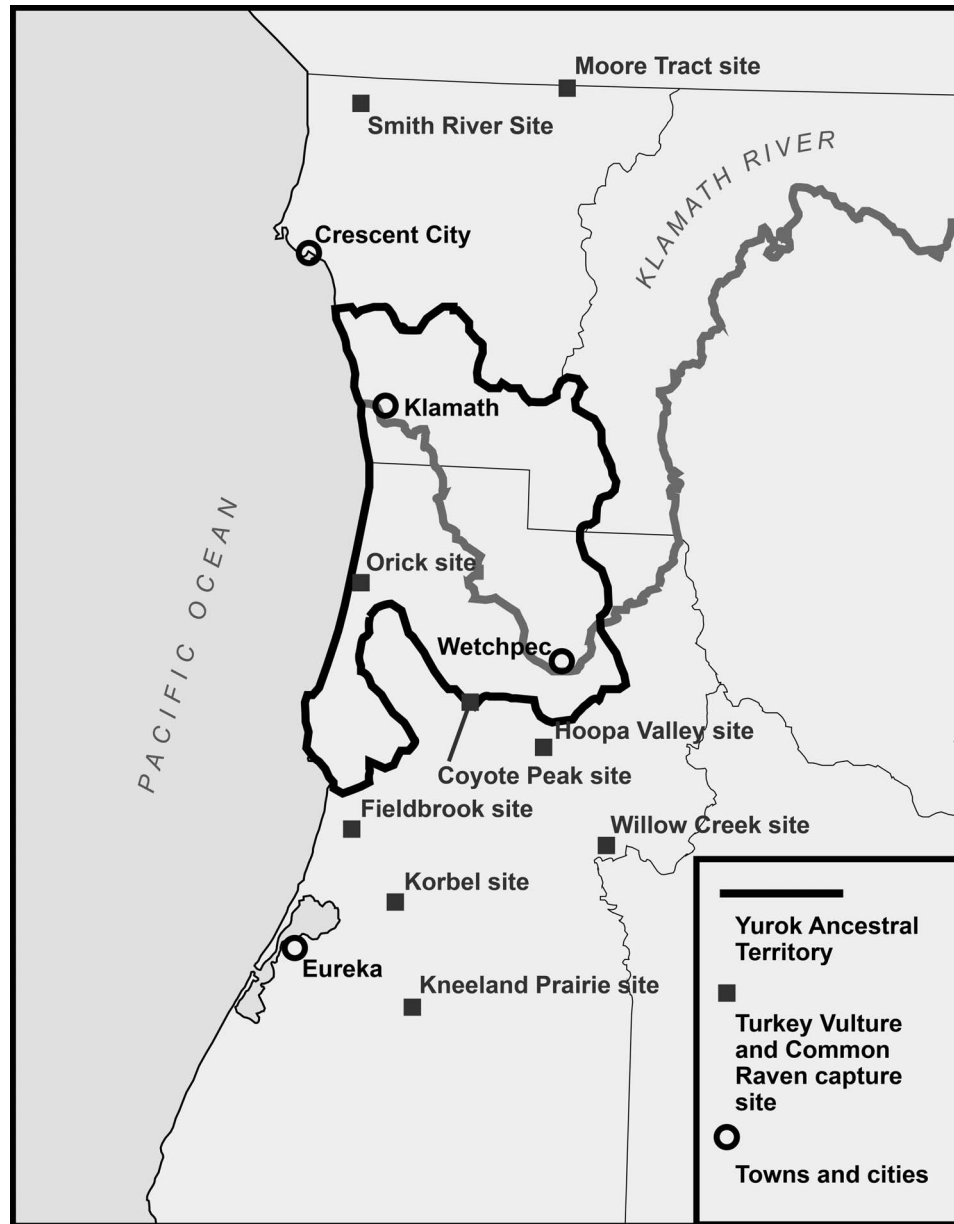 Moore Tract site
Smith River Site
KLAMATH RIVER
Crescent City
Klamath
PACIFIC OCEAN
Orick site
Wetchpec
Hoopa Valley site
Coyote Peak site
Fieldbrook site
Willow Creek site
Korbel site
Eureka
Kneeland Prairie site
Yurok Ancestral
Territory
Turkey Vulture
and Common
Raven capture
site
Towns and cities